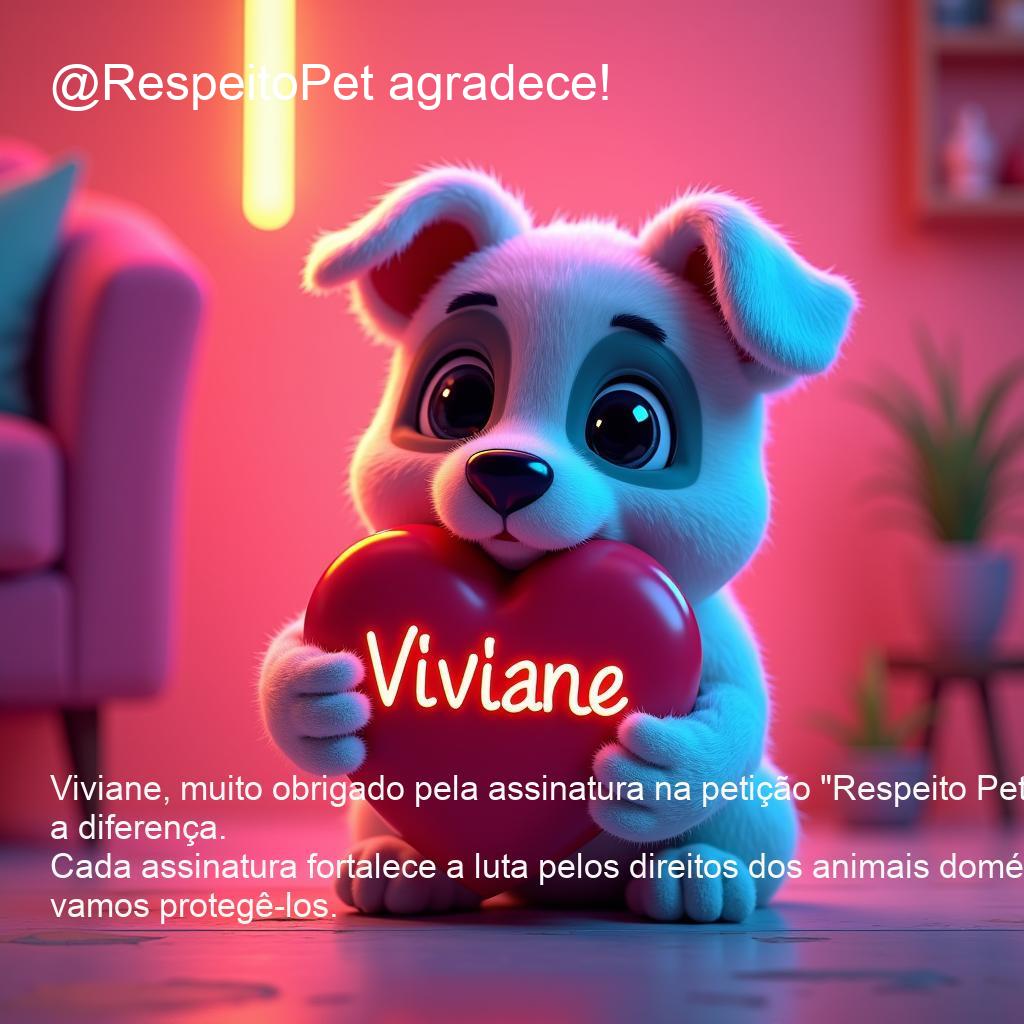 @RespeitoPet agradece!
Viviane
Viviane, muito obrigado pela assinatura na petição "Respeito Pet
a diferença.
Cada assinatura fortalece a luta pelos direitos dos animais
vamos protegê-los.